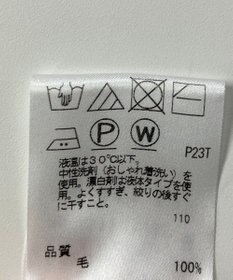 P23T
P W
液温は30℃以下。
中性洗剤（おしゃれ着洗い）を
使用。漂白剤は液体タイプを使
用。よくすすぎ、絞りの後すぐ
に干すこと。
110
品質
毛 100%